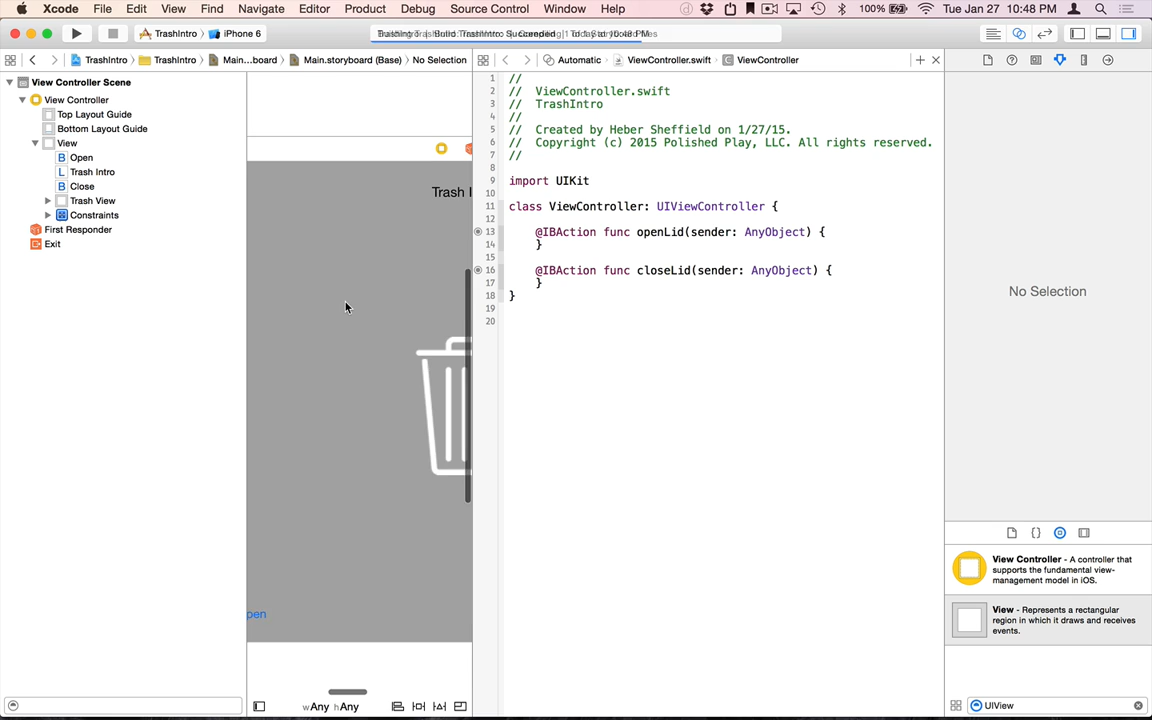 Xcode File Edit View Find Navigate Editor Product Debug Source Control Window Help 100% Tue Jan 27 10:48 PM
TrashIntro iPhone 6
TrashIntro TrashIntro Main...board Main.storyboard (Base) No Selection
Automatic ViewController.swift ViewController
View Controller Scene
View Controller
Top Layout Guide
Bottom Layout Guide
View
B Open
L Trash Intro
B Close
Trash View
Constraints
First Responder
Exit
Trash I
pen
wAny hAny
1 //
2 // ViewController.swift
3 // TrashIntro
4 //
5 // Created by Heber Sheffield on 1/27/15.
6 // Copyright (c) 2015 Polished Play, LLC. All rights reserved.
7 //
8
9 import UIKit
10
11 class ViewController: UIViewController {
12
13 @IBAction func openLid(sender: AnyObject) {
14 }
15
16 @IBAction func closeLid(sender: AnyObject) {
17 }
18 }
19
20
No Selection
View Controller - A controller that
supports the fundamental view-
management model in iOS.
View - Represents a rectangular
region in which it draws and receives
events.
UIView